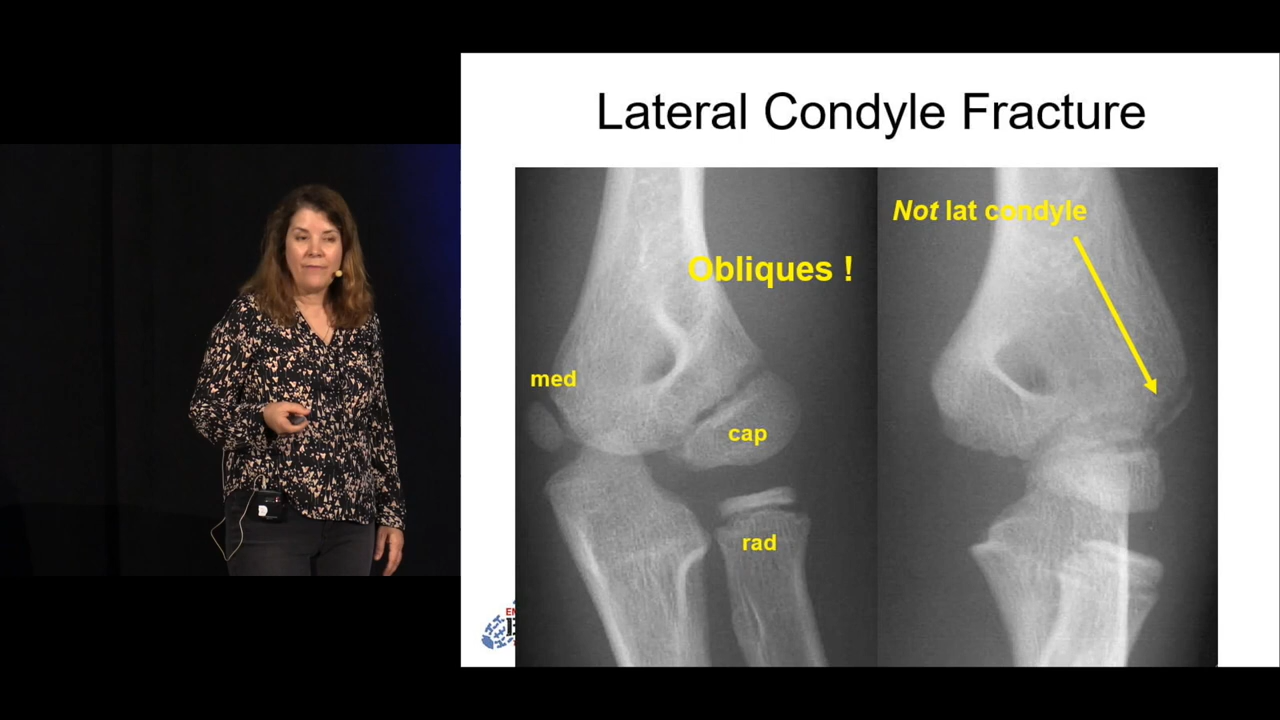 Lateral Condyle Fracture
Not lat condyle
Obliques !
med
cap
rad